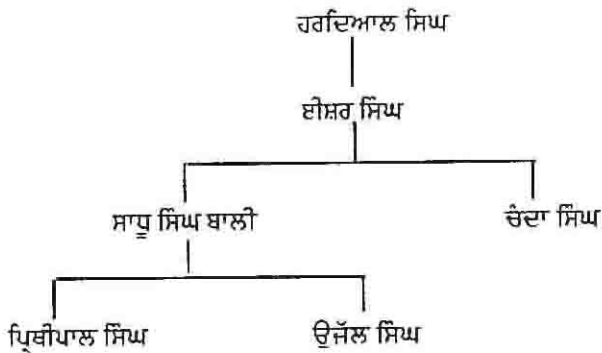 ਹਰਦਿਆਲ ਸਿਘ
ਈਸ਼ਰ ਸਿੰਘ
ਸਾਧੂ ਸਿੰਘ ਬਾਲੀ ਚੰਦਾ ਸਿੰਘ
ਪ੍ਰਿਥੀਪਾਲ ਸਿੰਘ ਉਜੱਲ ਸਿੰਘ